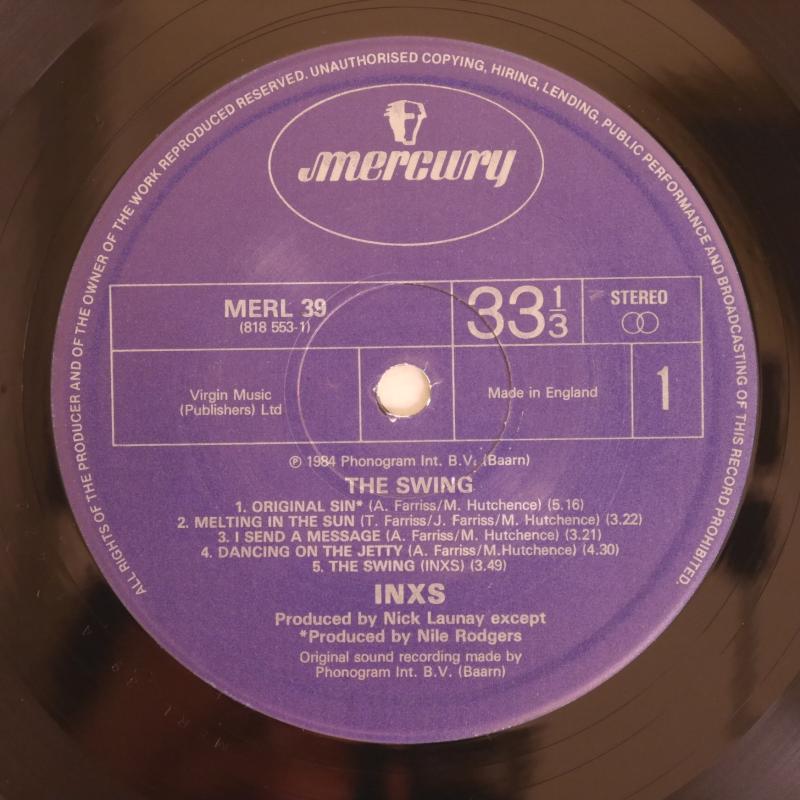 ALL RIGHTS OF THE PRODUCER AND OF THE OWNER OF THE WORK REPRODUCED RESERVED. UNAUTHORISED COPYING, HIRING, LENDING, PUBLIC PERFORMANCE AND BROADCASTING OF THIS RECORD PROHIBITED.
mercury
MERL 39
(818 553-1)
33 1/3
STEREO
Virgin Music
(Publishers) Ltd
Made in England
1
℗ 1984 Phonogram Int. B.V. (Baarn)
THE SWING
1. ORIGINAL SIN* (A. Farriss/M. Hutchence) (5.16)
2. MELTING IN THE SUN (T. Farriss/J. Farriss/M. Hutchence) (3.22)
3. I SEND A MESSAGE (A. Farriss/M. Hutchence) (3.21)
4. DANCING ON THE JETTY (A. Farriss/M.Hutchence) (4.30)
5. THE SWING (INXS) (3.49)
INXS
Produced by Nick Launay except
*Produced by Nile Rodgers
Original sound recording made by
Phonogram Int. B.V. (Baarn)